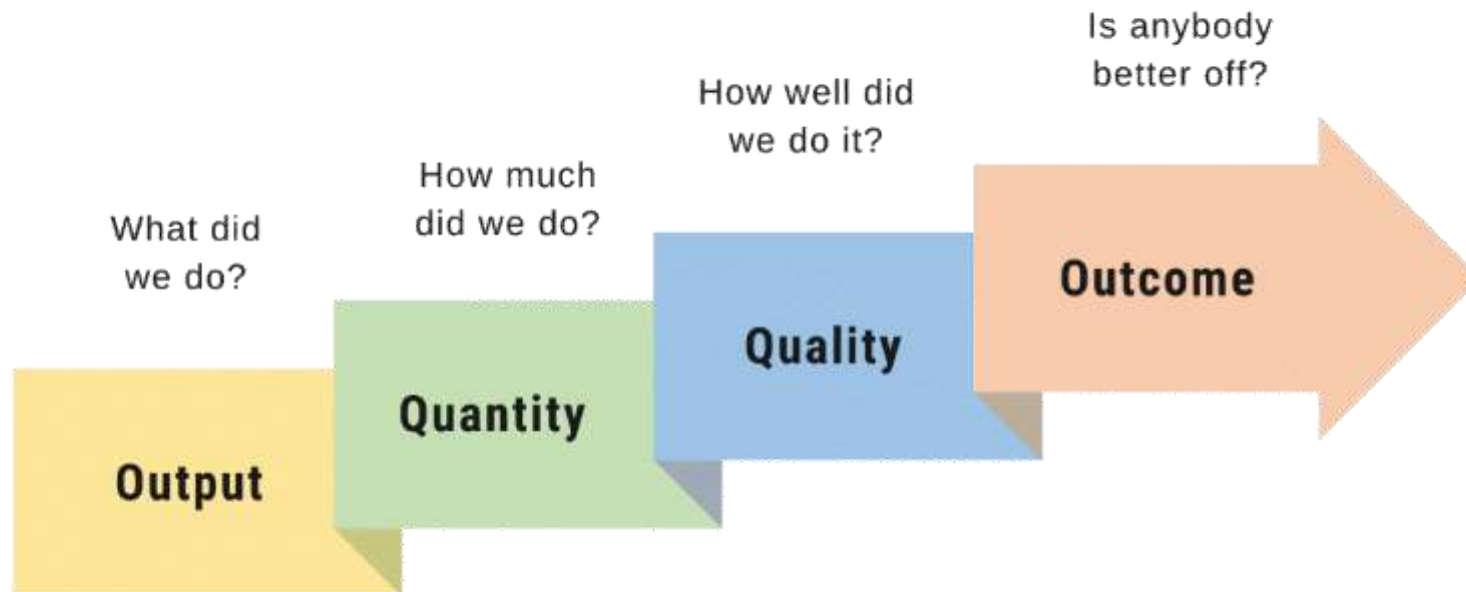 What did
we do?
Output
How much
did we do?
Quantity
How well did
we do it?
Quality
Is anybody
better off?
Outcome